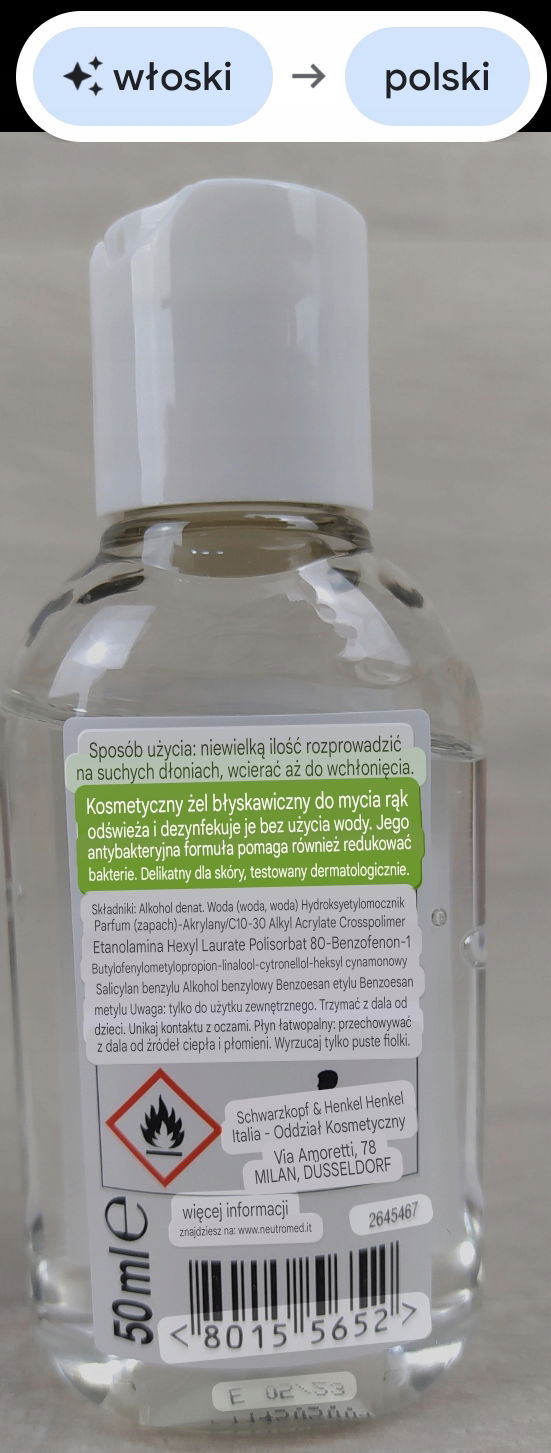 włoski → polski
Sposób użycia: niewielką ilość rozprowadzić
na suchych dłoniach, wcierać aż do wchłonięcia.
Kosmetyczny żel błyskawiczny do mycia rąk
odświeża i dezynfekuje je bez użycia wody. Jego
antybakteryjna formuła pomaga również redukować
bakterie. Delikatny dla skóry, testowany dermatologicznie.
Składniki: Alkohol denat. Woda (woda, woda) Hydroksyetylomocznik
Parfum (zapach)-Akrylany/C10-30 Alkyl Acrylate Crosspolimer
Etanolamina Hexyl Laurate Polisorbat 80-Benzofenon-1
Butylofenylometylopropion-linalool-cytronellol-heksyl cynamonowy
Salicylan benzylu Alkohol benzylowy Benzoesan etylu Benzoesan
metylu Uwaga: tylko do użytku zewnętrznego. Trzymać z dala od
dzieci. Unikaj kontaktu z oczami. Płyn łatwopalny: przechowywać
z dala od źródeł ciepła i płomieni. Wyrzucaj tylko puste fiolki.
Schwarzkopf & Henkel Henkel
Italia - Oddział Kosmetyczny
Via Amoretti, 78
MILAN, DUSSELDORF
więcej informacji
znajdziesz na: www.neutromed.it
2645467
50 ml e
<8015 5652>
E 02\53